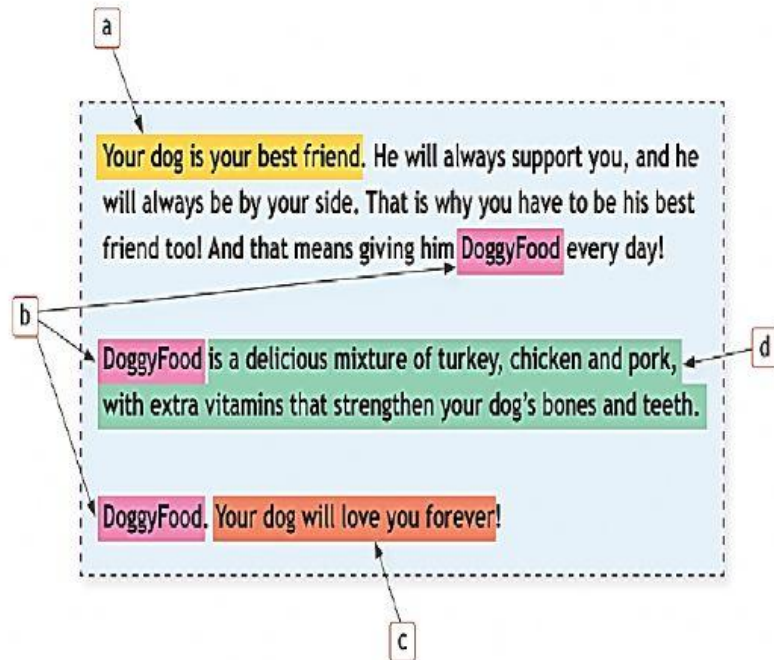 a
Your dog is your best friend. He will always support you, and he
will always be by your side. That is why you have to be his best
friend too! And that means giving him DoggyFood every day!
b
DoggyFood is a delicious mixture of turkey, chicken and pork,
d
with extra vitamins that strengthen your dog's bones and teeth.
DoggyFood. Your dog will love you forever!
c